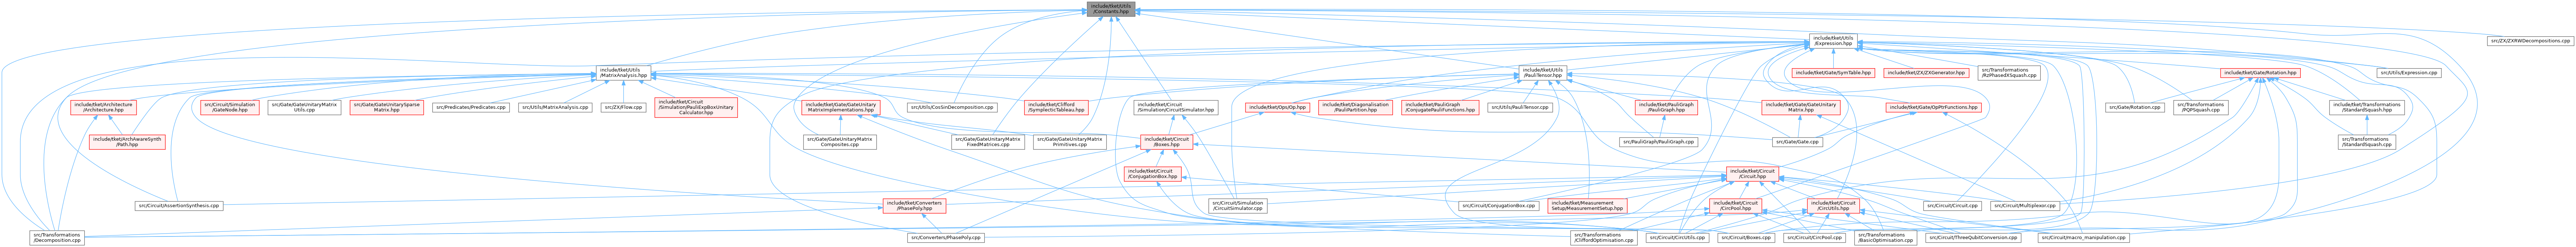 include/tket/Utils
/Constants.hpp
include/tket/Utils
/Expression.hpp
src/ZX/ZXRWDecompositions.cpp
include/tket/Utils
/MatrixAnalysis.hpp
include/tket/Utils
/PauliTensor.hpp
include/tket/Gate/SymTable.hpp
include/tket/ZX/ZXGenerator.hpp
src/Transformations
/RzPhasedXSquash.cpp
include/tket/Gate/Rotation.hpp
src/Utils/Expression.cpp
include/tket/Architecture
/Architecture.hpp
src/Circuit/Simulation
/GateNode.hpp
src/Gate/GateUnitaryMatrix
Utils.cpp
src/Gate/GateUnitarySparse
Matrix.hpp
src/Predicates/Predicates.cpp
src/Utils/MatrixAnalysis.cpp
src/ZX/Flow.cpp
include/tket/Circuit
/Simulation/PauliExpBoxUnitary
Calculator.hpp
include/tket/Gate/GateUnitary
MatrixImplementations.hpp
src/Utils/CosSinDecomposition.cpp
include/tket/Clifford
/SymplecticTableau.hpp
include/tket/Circuit
/Simulation/CircuitSimulator.hpp
include/tket/Ops/Op.hpp
include/tket/Diagonalisation
/PauliPartition.hpp
include/tket/PauliGraph
/ConjugatePauliFunctions.hpp
src/Utils/PauliTensor.cpp
include/tket/PauliGraph
/PauliGraph.hpp
include/tket/Gate/GateUnitary
Matrix.hpp
include/tket/Gate/OpPtrFunctions.hpp
src/Gate/Rotation.cpp
src/Transformations
/PQPSquash.cpp
include/tket/Transformations
/StandardSquash.hpp
include/tket/ArchAwareSynth
/Path.hpp
src/Gate/GateUnitaryMatrix
Composites.cpp
src/Gate/GateUnitaryMatrix
FixedMatrices.cpp
src/Gate/GateUnitaryMatrix
Primitives.cpp
include/tket/Circuit
/Boxes.hpp
src/PauliGraph/PauliGraph.cpp
src/Gate/Gate.cpp
src/Transformations
/StandardSquash.cpp
include/tket/Circuit
/ConjugationBox.hpp
include/tket/Circuit
/Circuit.hpp
src/Circuit/AssertionSynthesis.cpp
include/tket/Converters
/PhasePoly.hpp
src/Circuit/Simulation
/CircuitSimulator.cpp
src/Circuit/ConjugationBox.cpp
include/tket/Measurement
Setup/MeasurementSetup.hpp
include/tket/Circuit
/CircPool.hpp
include/tket/Circuit
/CircUtils.hpp
src/Circuit/Circuit.cpp
src/Circuit/Multiplexor.cpp
src/Transformations
/Decomposition.cpp
src/Converters/PhasePoly.cpp
src/Transformations
/CliffordOptimisation.cpp
src/Circuit/CircUtils.cpp
src/Circuit/Boxes.cpp
src/Circuit/CircPool.cpp
src/Transformations
/BasicOptimisation.cpp
src/Circuit/ThreeQubitConversion.cpp
src/Circuit/macro_manipulation.cpp